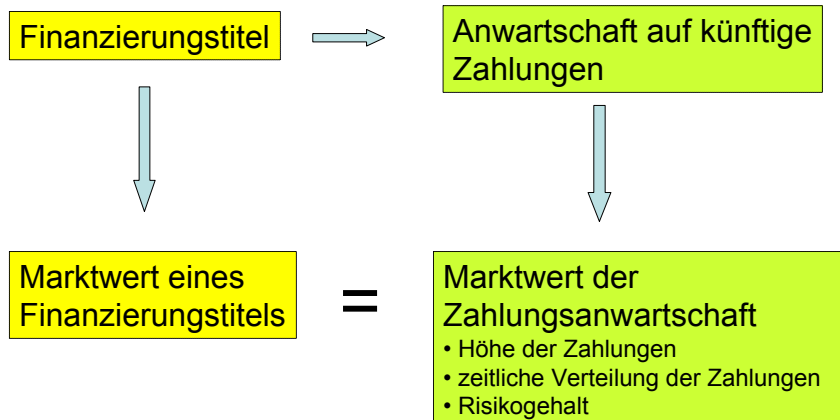 Finanzierungstitel
Anwartschaft auf künftige
Zahlungen
Marktwert eines
Finanzierungstitels
=
Marktwert der
Zahlungsanwartschaft
• Höhe der Zahlungen
• zeitliche Verteilung der Zahlungen
• Risikogehalt